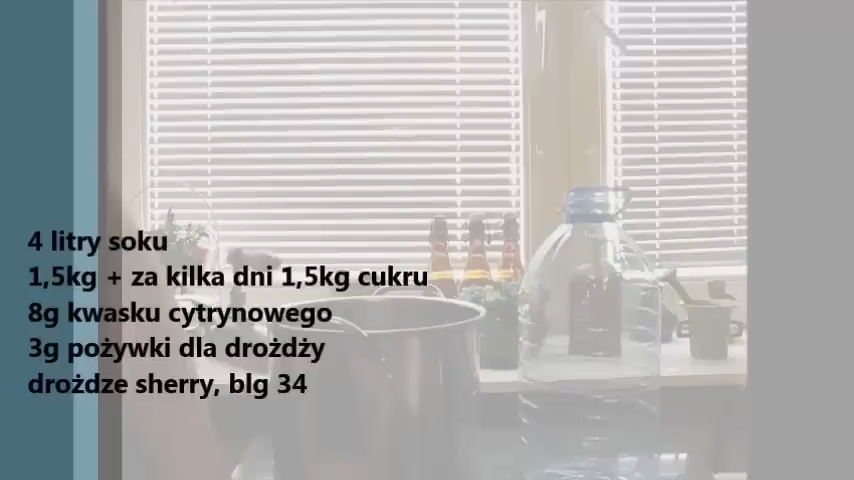 4 litry soku
1,5kg + za kilka dni 1,5kg cukru
8g kwasku cytrynowego
3g pożywki dla drożdży
drożdze sherry, blg 34